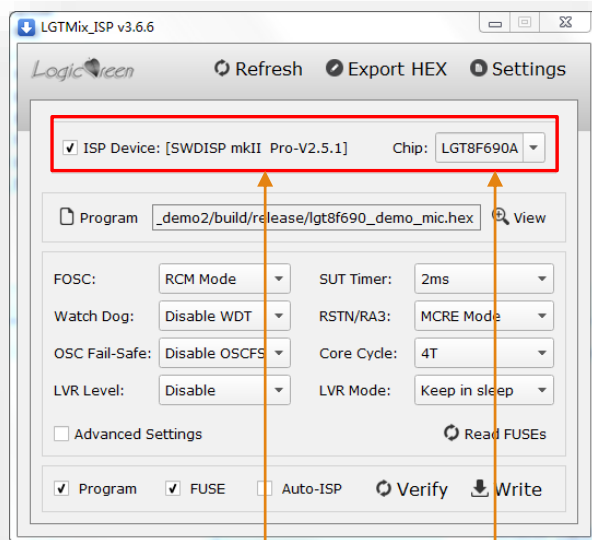 LGTMix_ISP v3.6.6
LogicGreen Refresh Export HEX Settings
ISP Device: [SWDISP mkII Pro-V2.5.1] Chip: LGT8F690A
Program _demo2/build/release/lgt8f690_demo_mic.hex View
FOSC: RCM Mode SUT Timer: 2ms
Watch Dog: Disable WDT RSTN/RA3: MCRE Mode
OSC Fail-Safe: Disable OSCFS Core Cycle: 4T
LVR Level: Disable LVR Mode: Keep in sleep
Advanced Settings Read FUSEs
Program FUSE Auto-ISP Verify Write